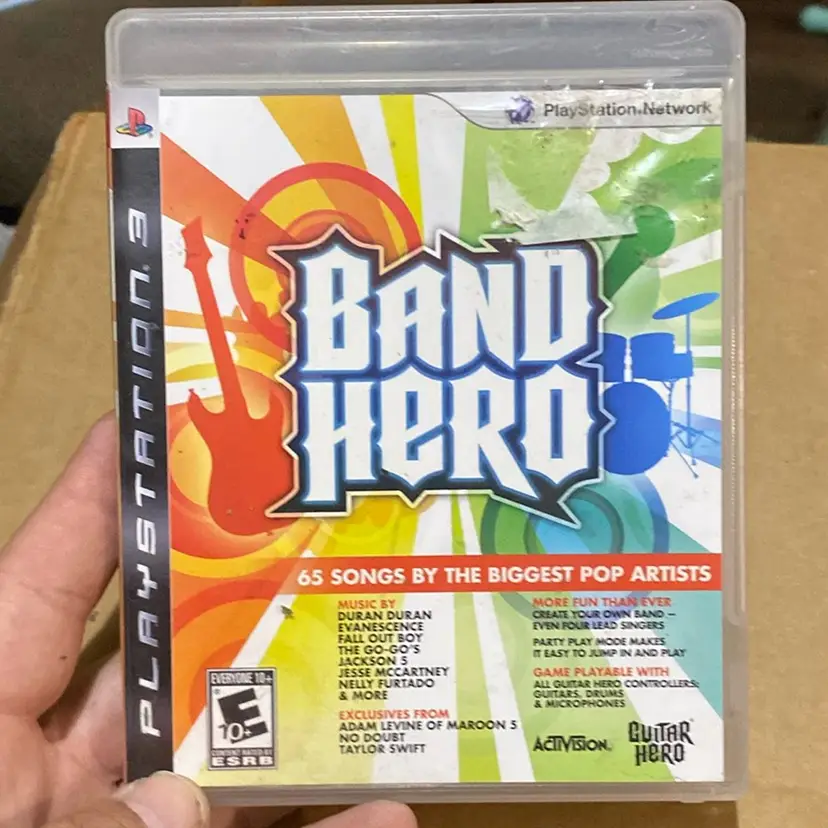 PlayStation Network
PLAYSTATION 3
BAND
HERO
65 SONGS BY THE BIGGEST POP ARTISTS
MUSIC BY
DURAN DURAN
EVANESCENCE
FALL OUT BOY
THE GO-GO'S
JACKSON 5
JESSE MCCARTNEY
NELLY FURTADO
& MORE
EXCLUSIVES FROM
ADAM LEVINE OF MAROON 5
NO DOUBT
TAYLOR SWIFT
MORE FUN THAN EVER
CREATE YOUR OWN BAND –
EVEN FOUR LEAD SINGERS
PARTY PLAY MODE MAKES
IT EASY TO JUMP IN AND PLAY
GAME PLAYABLE WITH
ALL GUITAR HERO CONTROLLERS:
GUITARS, DRUMS
& MICROPHONES
EVERYONE 10+
E
10+
CONTENT RATED BY
ESRB
ACTIVISION
GUITAR
HERO